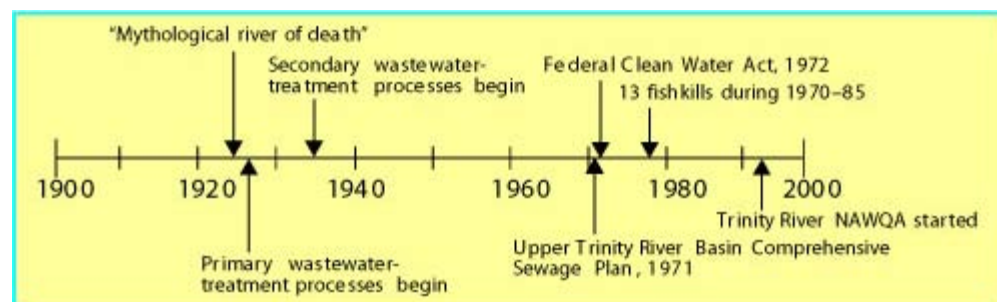 "Mythological river of death"
Secondary wastewater-
treatment processes begin
Federal Clean Water Act, 1972
13 fishkills during 1970–85
1900
1920
1940
1960
1980
2000
Primary wastewater-
treatment processes begin
Upper Trinity River Basin Comprehensive
Sewage Plan, 1971
Trinity River NAWQA started